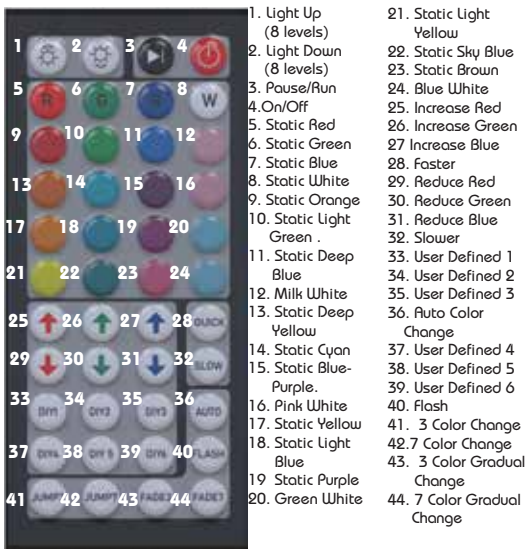 1 2 3 4
5 6 7 8
R G B W
9 10 11 12
13 14 15 16
17 18 19 20
21 22 23 24
25 26 27 28 QUICK
29 30 31 32 SLOW
33 34 35 36
DIY1 DIY2 DIY3 AUTO
37 38 39 40
DIY4 DIY5 DIY6 FLASH
41 42 43 44
JUMP3 JUMP7 FADE3 FADE7
1. Light Up
(8 levels)
2. Light Down
(8 levels)
3. Pause/Run
4.On/Off
5. Static Red
6. Static Green
7. Static Blue
8. Static White
9. Static Orange
10. Static Light
Green .
11. Static Deep
Blue
12. Milk White
13. Static Deep
Yellow
14. Static Cyan
15. Static Blue-
Purple.
16. Pink White
17. Static Yellow
18. Static Light
Blue
19 Static Purple
20. Green White
21. Static Light
Yellow
22. Static Sky Blue
23. Static Brown
24. Blue White
25. Increase Red
26. Increase Green
27 Increase Blue
28. Faster
29. Reduce Red
30. Reduce Green
31. Reduce Blue
32. Slower
33. User Defined 1
34. User Defined 2
35. User Defined 3
36. Auto Color
Change
37. User Defined 4
38. User Defined 5
39. User Defined 6
40. Flash
41. 3 Color Change
42.7 Color Change
43. 3 Color Gradual
Change
44. 7 Color Gradual
Change